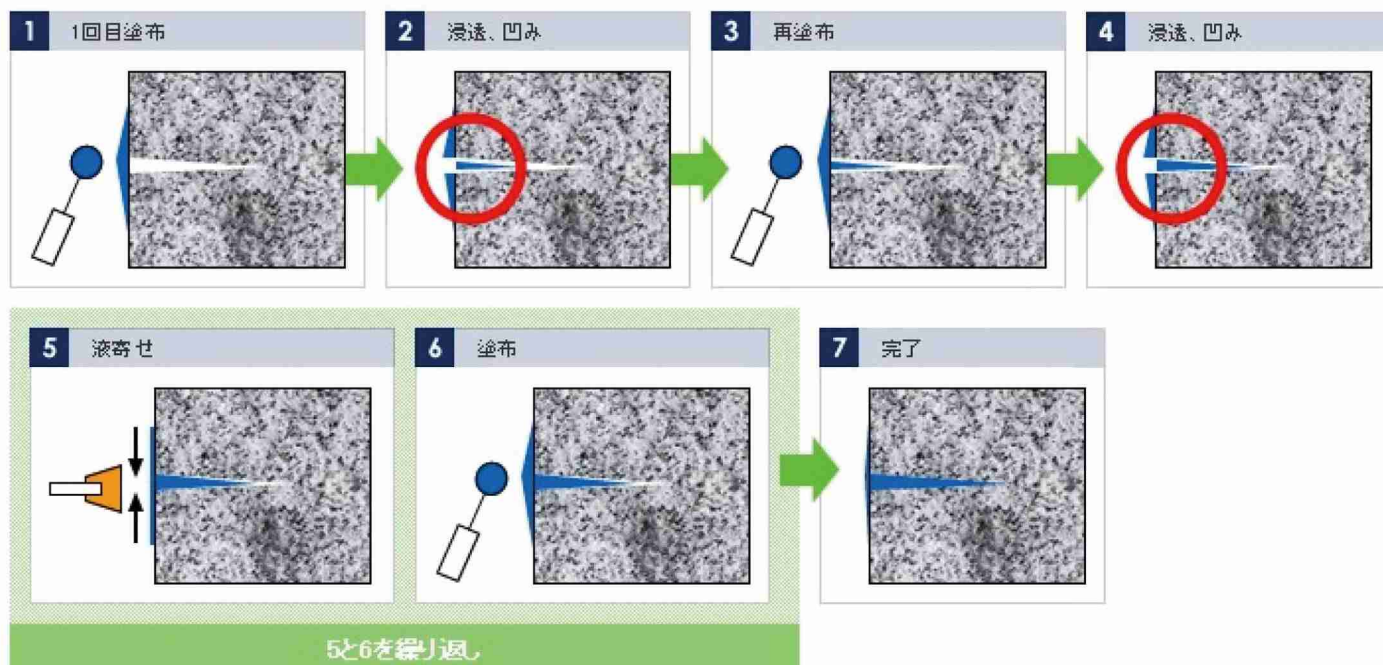 1 1回目塗布
2 浸透、凹み
3 再塗布
4 浸透、凹み
5 液寄せ
6 塗布
7 完了
5と6を繰り返し